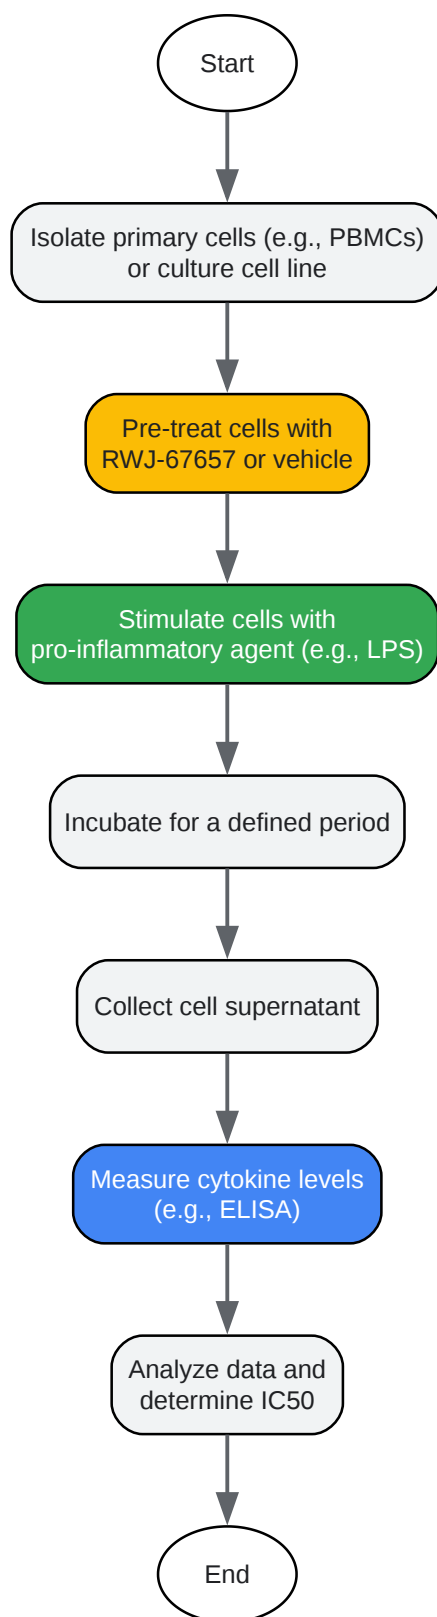 Start
Isolate primary cells (e.g., PBMCs)
or culture cell line
Pre-treat cells with
RWJ-67657 or vehicle
Stimulate cells with
pro-inflammatory agent (e.g., LPS)
Incubate for a defined period
Collect cell supernatant
Measure cytokine levels
(e.g., ELISA)
Analyze data and
determine IC50
End